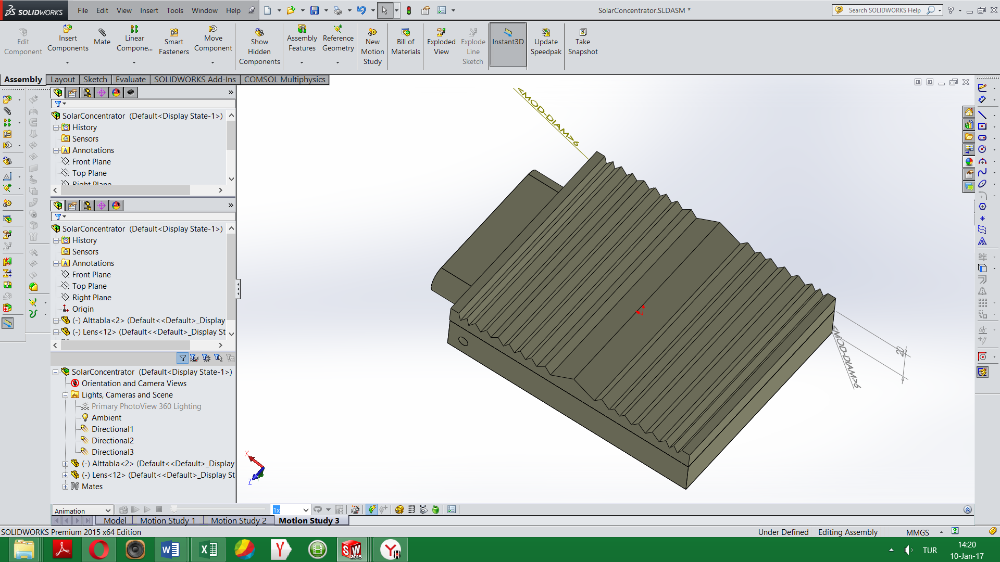 SOLIDWORKS
File Edit View Insert Tools Window Help
SolarConcentrator.SLDASM *
Search SOLIDWORKS Help
Edit Component
Insert Components
Mate
Linear Compone...
Smart Fasteners
Move Component
Show Hidden Components
Assembly Features
Reference Geometry
New Motion Study
Bill of Materials
Exploded View
Explode Line Sketch
Instant3D
Update Speedpak
Take Snapshot
Assembly Layout Sketch Evaluate SOLIDWORKS Add-Ins COMSOL Multiphysics
SolarConcentrator (Default<Display State-1>)
History
Sensors
Annotations
Front Plane
Top Plane
Right Plane
SolarConcentrator (Default<Display State-1>)
History
Sensors
Annotations
Front Plane
Top Plane
Right Plane
Origin
(-) Alttabla<2> (Default<<Default>_Display
(-) Lens<12> (Default<<Default>_Display St
SolarConcentrator (Default<Display State-1>)
Orientation and Camera Views
Lights, Cameras and Scene
Primary PhotoView 360 Lighting
Ambient
Directional1
Directional2
Directional3
(-) Alttabla<2> (Default<<Default>_Display
(-) Lens<12> (Default<<Default>_Display St
Mates
<MOD-DIAM>6
20
<MOD-DIAM>6
X
Z
Animation
1x
Model Motion Study 1 Motion Study 2 Motion Study 3
SOLIDWORKS Premium 2015 x64 Edition
Under Defined Editing Assembly MMGS
SW 2015
TUR
14:20
10-Jan-17